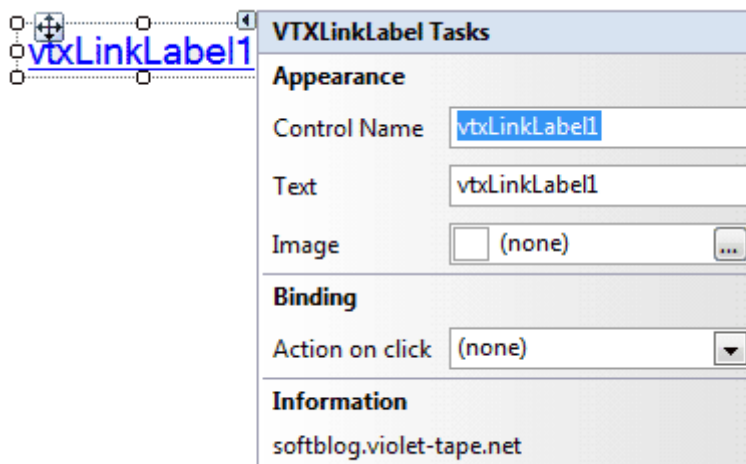 vtxLinkLabel1
VTXLinkLabel Tasks
Appearance
Control Name vtxLinkLabel1
Text vtxLinkLabel1
Image (none) ...
Binding
Action on click (none)
Information
softblog.violet-tape.net